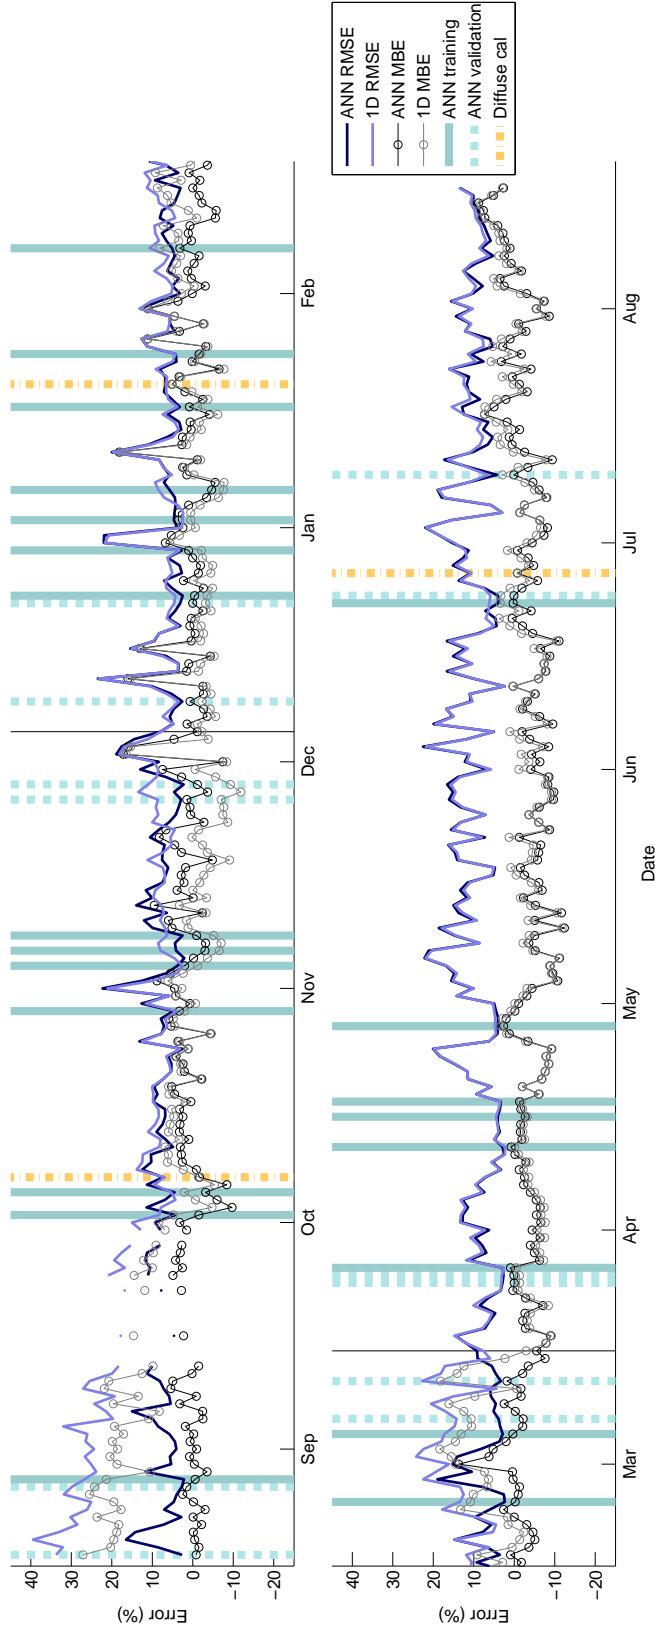 40
30
20
10
0
−10
−20
Error (%)
Sep
Oct
Nov
Dec
Jan
Feb
40
30
20
10
0
−10
−20
Error (%)
Mar
Apr
May
Jun
Jul
Aug
Date
ANN RMSE
1D RMSE
ANN MBE
1D MBE
ANN training
ANN validation
Diffuse cal